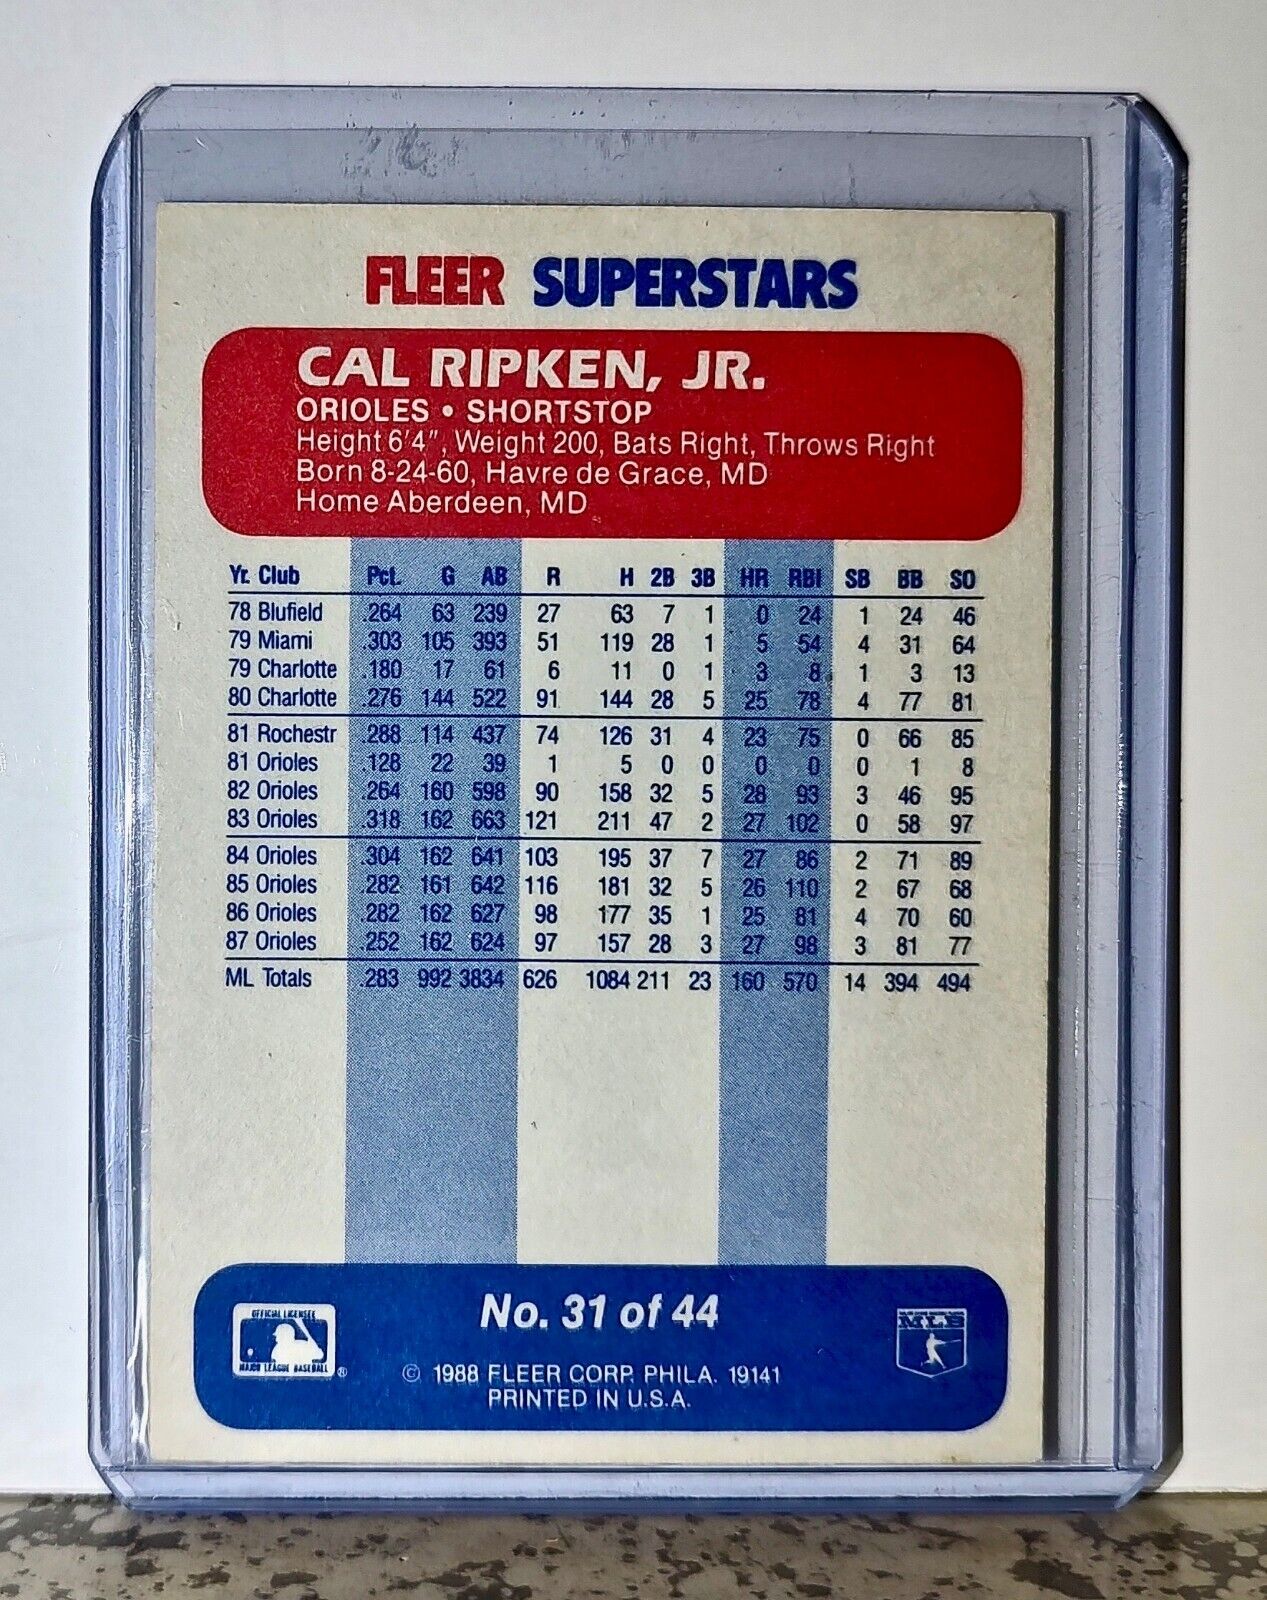 FLEER SUPERSTARS
CAL RIPKEN, JR.
ORIOLES • SHORTSTOP
Height 6'4", Weight 200, Bats Right, Throws Right
Born 8-24-60, Havre de Grace, MD
Home Aberdeen, MD
Yr. Club Pct. G AB R H 2B 3B HR RBI SB BB SO
78 Blufield .264 63 239 27 63 7 1 0 24 1 24 46
79 Miami .303 105 393 51 119 28 1 5 54 4 31 64
79 Charlotte .180 17 61 6 11 0 1 3 8 1 3 13
80 Charlotte .276 144 522 91 144 28 5 25 78 4 77 81
81 Rochestr .288 114 437 74 126 31 4 23 75 0 66 85
81 Orioles .128 22 39 1 5 0 0 0 0 0 1 8
82 Orioles .264 160 598 90 158 32 5 28 93 3 46 95
83 Orioles .318 162 663 121 211 47 2 27 102 0 58 97
84 Orioles .304 162 641 103 195 37 7 27 86 2 71 89
85 Orioles .282 161 642 116 181 32 5 26 110 2 67 68
86 Orioles .282 162 627 98 177 35 1 25 81 4 70 60
87 Orioles .252 162 624 97 157 28 3 27 98 3 81 77
ML Totals .283 992 3834 626 1084 211 23 160 570 14 394 494
No. 31 of 44
© 1988 FLEER CORP. PHILA. 19141
PRINTED IN U.S.A.
OFFICIAL LICENSEE
MAJOR LEAGUE BASEBALL ®
MLB